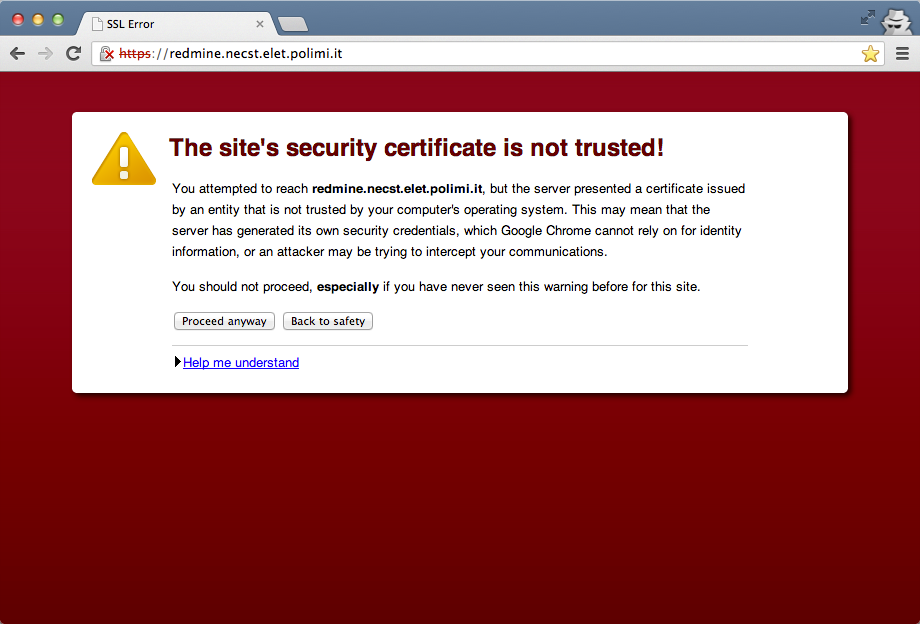 SSL Error
https://redmine.necst.elet.polimi.it
The site's security certificate is not trusted!
You attempted to reach redmine.necst.elet.polimi.it, but the server presented a certificate issued
by an entity that is not trusted by your computer's operating system. This may mean that the
server has generated its own security credentials, which Google Chrome cannot rely on for identity
information, or an attacker may be trying to intercept your communications.
You should not proceed, especially if you have never seen this warning before for this site.
Proceed anyway Back to safety
Help me understand